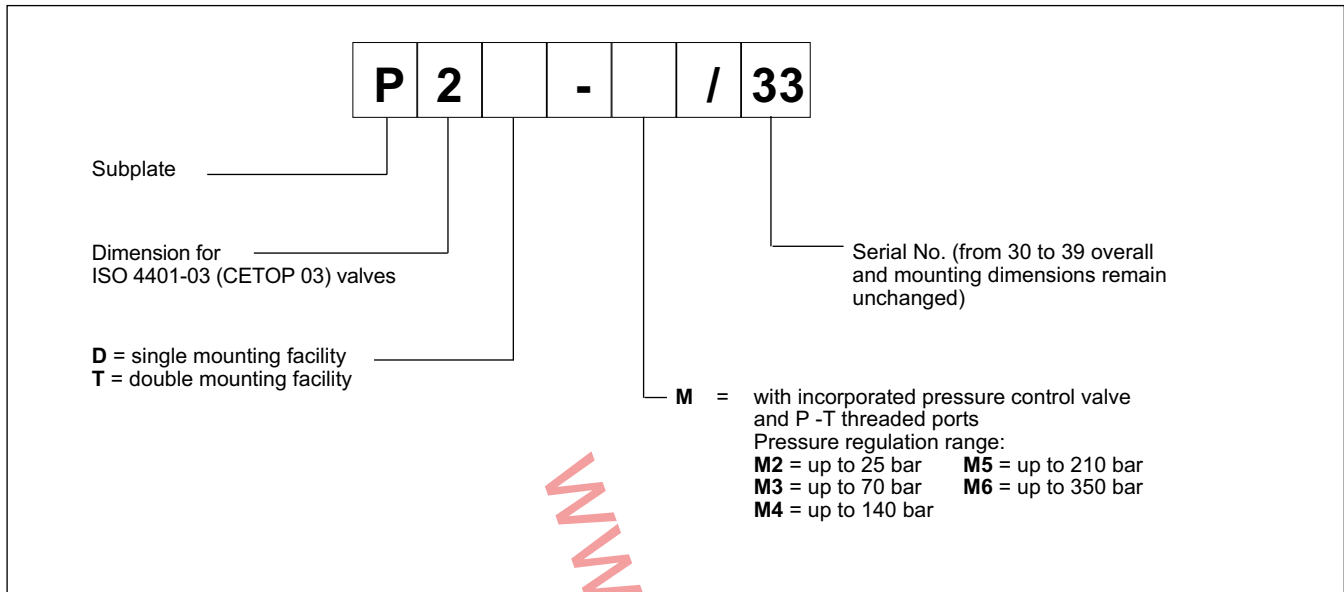 P 2 - / 33
Subplate
Dimension for
ISO 4401-03 (CETOP 03) valves
D = single mounting facility
T = double mounting facility
Serial No. (from 30 to 39 overall
and mounting dimensions remain
unchanged)
M = with incorporated pressure control valve
and P -T threaded ports
Pressure regulation range:
M2 = up to 25 bar M5 = up to 210 bar
M3 = up to 70 bar M6 = up to 350 bar
M4 = up to 140 bar
WW